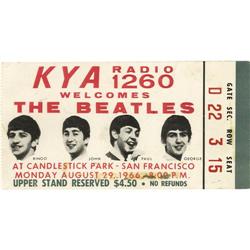 KYA RADIO 1260
WELCOMES
THE BEATLES
RINGO JOHN PAUL GEORGE
AT CANDLESTICK PARK - SAN FRANCISCO
MONDAY AUGUST 29, 1966 - 8:00 P.M.
UPPER STAND RESERVED $4.50 • NO REFUNDS
GATE SEC. ROW SEAT
D 22 3 15